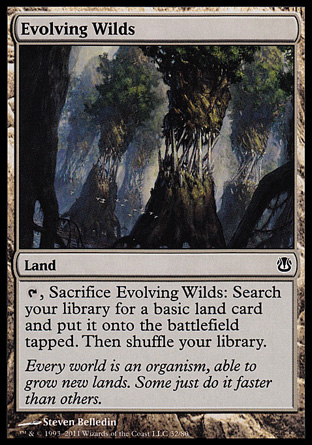 Evolving Wilds
Land
, Sacrifice Evolving Wilds: Search
your library for a basic land card
and put it onto the battlefield
tapped. Then shuffle your library.
Every world is an organism, able to
grow new lands. Some just do it faster
than others.
Steven Belledin
™ & © 1993-2011 Wizards of the Coast LLC 32/80